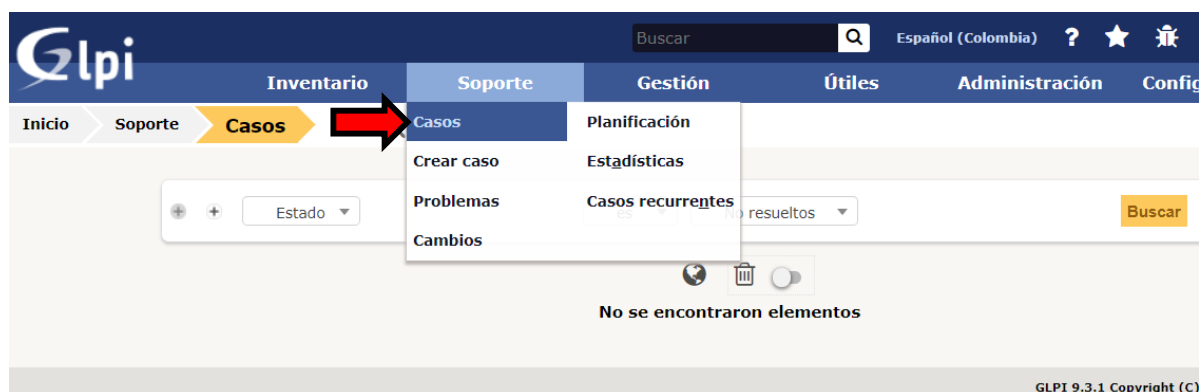 Glpi
Buscar
Español (Colombia) ?
Inventario Soporte Gestión Útiles Administración Config
Inicio Soporte Casos
Casos Planificación
Crear caso Estadísticas
Problemas Casos recurrentes
Cambios
Estado es No resueltos Buscar
No se encontraron elementos
GLPI 9.3.1 Copyright (C)